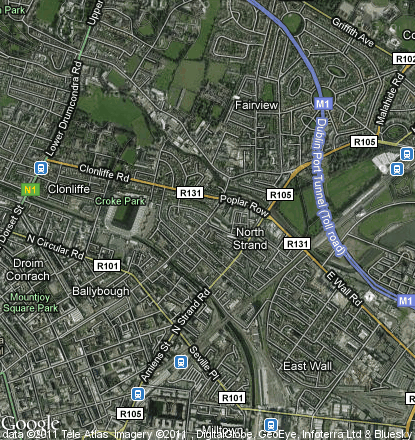 n Park
Upper
Griffith Ave
Co
R102
Lower Drumcondra Rd
Fairview
M1
Malahide Rd
R105
Dublin Port Tunnel (Toll road)
Clonliffe Rd
N1
Clonliffe
R131
R105
Croke Park
Poplar Row
Dorset St
N Circular Rd
North
Strand
R131
Droim
Conrach
R101
E Wall Rd
Mountjoy
Square Park
Ballybough
N Strand Rd
M1
Amiens St
Seville Pl
East Wall
R101
R105
Milltown
Google
data ©2011 Tele Atlas Imagery ©2011 , DigitalGlobe, GeoEye, Infoterra Ltd & Bluesky